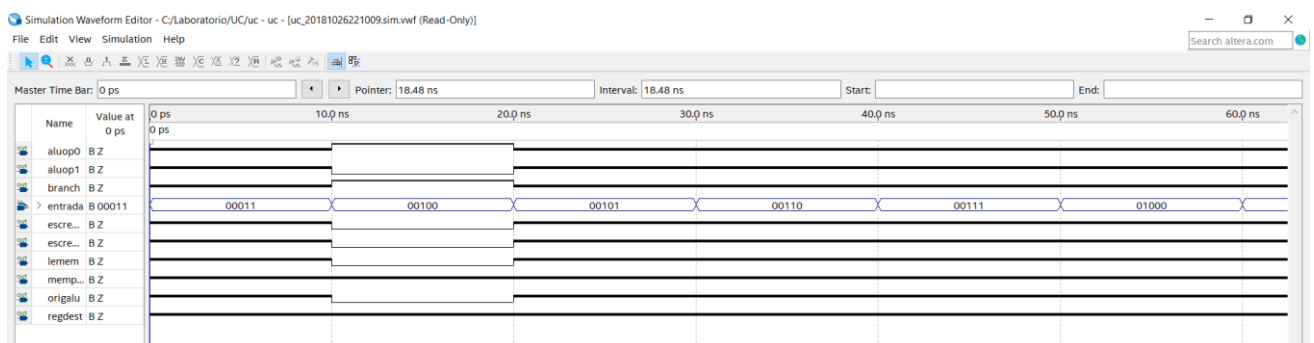 Simulation Waveform Editor - C:/Laboratorio/UC/uc - uc - [uc_20181026221009.sim.vwf (Read-Only)]
File Edit View Simulation Help
Search altera.com
Master Time Bar: 0 ps Pointer: 18.48 ns Interval: 18.48 ns Start: End:
Name Value at 0 ps
0 ps 10.0 ns 20.0 ns 30.0 ns 40.0 ns 50.0 ns 60.0 ns
0 ps
aluop0 B Z
aluop1 B Z
branch B Z
entrada B 00011 00011 00100 00101 00110 00111 01000
escre... B Z
escre... B Z
lemem B Z
memp... B Z
origalu B Z
regdest B Z